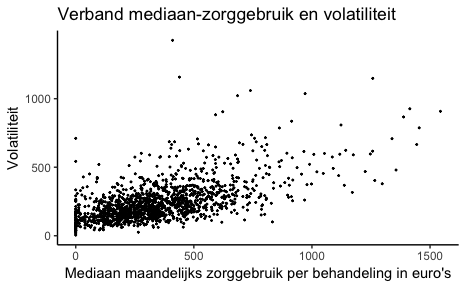 Verband mediaan-zorggebruik en volatiliteit
Volatiliteit
1000
500
0
0
500
1000
1500
Mediaan maandelijks zorggebruik per behandeling in euro's